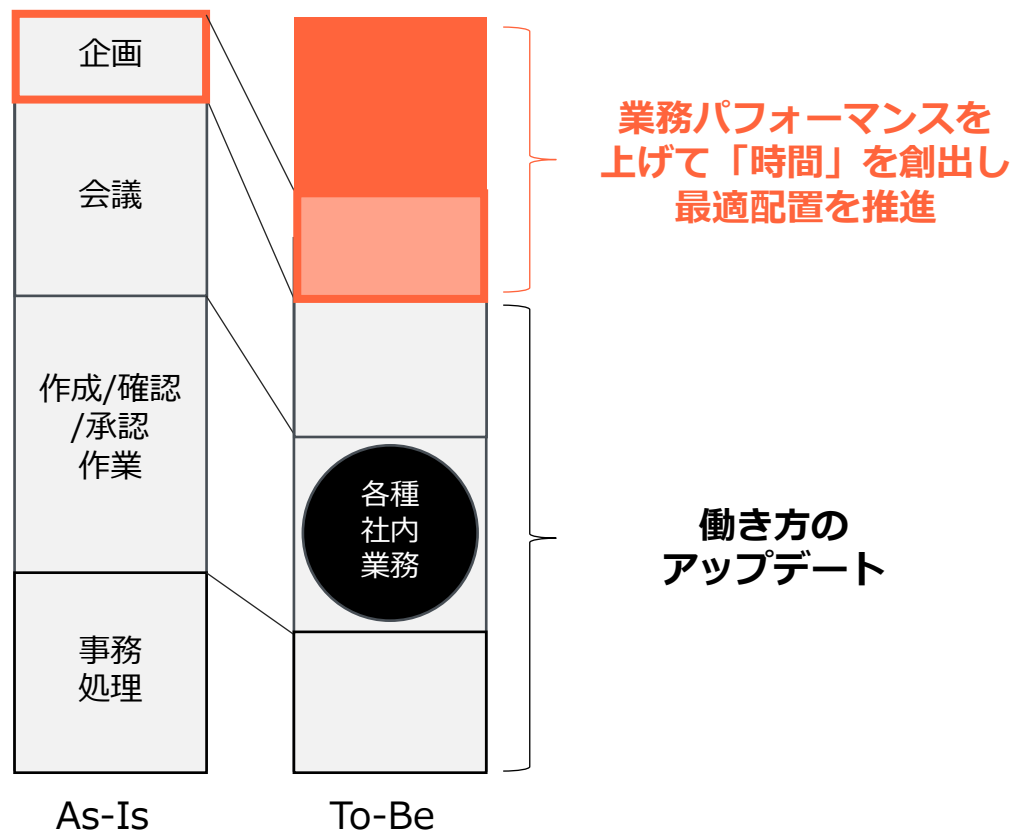 企画
会議
作成/確認
/承認
作業
事務
処理
As-Is
各種
社内
業務
To-Be
業務パフォーマンスを
上げて「時間」を創出し
最適配置を推進
働き方の
アップデート